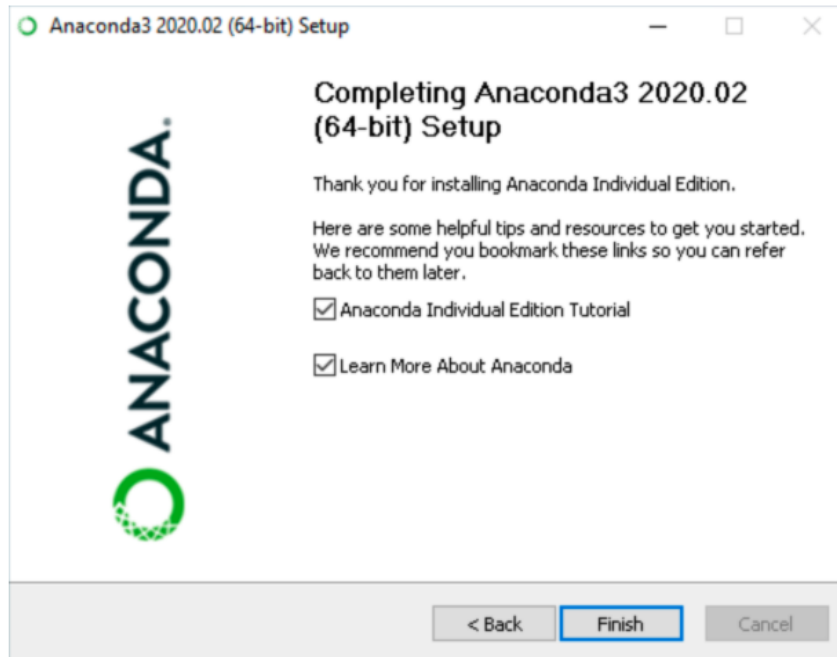 Anaconda3 2020.02 (64-bit) Setup
Completing Anaconda3 2020.02
(64-bit) Setup
Thank you for installing Anaconda Individual Edition.
Here are some helpful tips and resources to get you started.
We recommend you bookmark these links so you can refer
back to them later.
Anaconda Individual Edition Tutorial
Learn More About Anaconda
ANACONDA.
< Back
Finish
Cancel